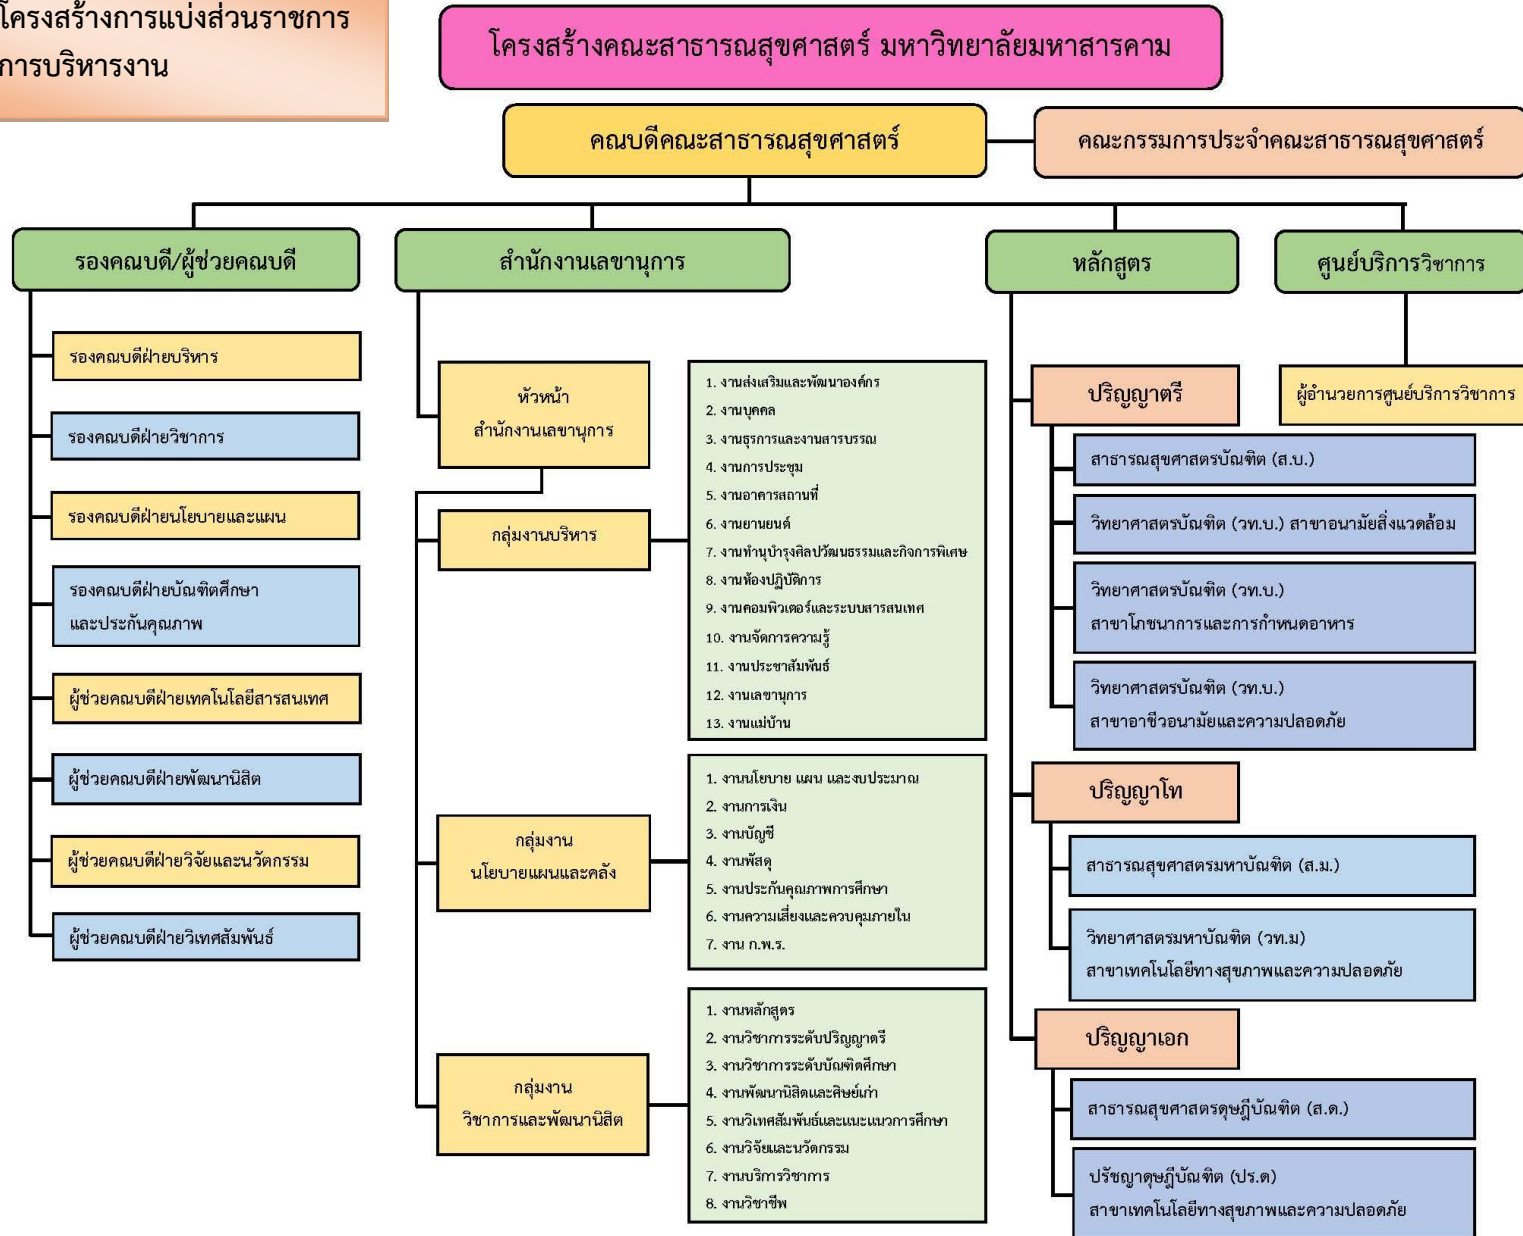 โครงสร้างการแบ่งส่วนราชการ
การบริหารงาน
โครงสร้างคณะสาธารณสุขศาสตร์ มหาวิทยาลัยมหาสารคาม
คณบดีคณะสาธารณสุขศาสตร์
คณะกรรมการประจำคณะสาธารณสุขศาสตร์
รองคณบดี/ผู้ช่วยคณบดี
รองคณบดีฝ่ายบริหาร
รองคณบดีฝ่ายวิชาการ
รองคณบดีฝ่ายนโยบายและแผน
รองคณบดีฝ่ายบัณฑิตศึกษา
และประกันคุณภาพ
ผู้ช่วยคณบดีฝ่ายเทคโนโลยีสารสนเทศ
ผู้ช่วยคณบดีฝ่ายพัฒนานิสิต
ผู้ช่วยคณบดีฝ่ายวิจัยและนวัตกรรม
ผู้ช่วยคณบดีฝ่ายวิเทศสัมพันธ์
สำนักงานเลขานุการ
หัวหน้า
สำนักงานเลขานุการ
กลุ่มงานบริหาร
1. งานส่งเสริมและพัฒนาองค์กร
2. งานบุคคล
3. งานธุรการและงานสารบรรณ
4. งานการประชุม
5. งานอาคารสถานที่
6. งานยานยนต์
7. งานทำนุบำรุงศิลปวัฒนธรรมและกิจการพิเศษ
8. งานห้องปฏิบัติการ
9. งานคอมพิวเตอร์และระบบสารสนเทศ
10. งานจัดการความรู้
11. งานประชาสัมพันธ์
12. งานเลขานุการ
13. งานแม่บ้าน
กลุ่มงาน
นโยบายแผนและคลัง
1. งานนโยบาย แผน และงบประมาณ
2. งานการเงิน
3. งานบัญชี
4. งานพัสดุ
5. งานประกันคุณภาพการศึกษา
6. งานความเสี่ยงและควบคุมภายใน
7. งาน ก.พ.ร.
กลุ่มงาน
วิชาการและพัฒนานิสิต
1. งานหลักสูตร
2. งานวิชาการระดับปริญญาตรี
3. งานวิชาการระดับบัณฑิตศึกษา
4. งานพัฒนานิสิตและศิษย์เก่า
5. งานวิเทศสัมพันธ์และแนะแนวการศึกษา
6. งานวิจัยและนวัตกรรม
7. งานบริการวิชาการ
8. งานวิชาชีพ
หลักสูตร
ปริญญาตรี
สาธารณสุขศาสตรบัณฑิต (ส.บ.)
วิทยาศาสตรบัณฑิต (วท.บ.) สาขาอนามัยสิ่งแวดล้อม
วิทยาศาสตรบัณฑิต (วท.บ.)
สาขาโภชนาการและการกำหนดอาหาร
วิทยาศาสตรบัณฑิต (วท.บ.)
สาขาอาชีวอนามัยและความปลอดภัย
ปริญญาโท
สาธารณสุขศาสตรมหาบัณฑิต (ส.ม.)
วิทยาศาสตรมหาบัณฑิต (วท.ม)
สาขาเทคโนโลยีทางสุขภาพและความปลอดภัย
ปริญญาเอก
สาธารณสุขศาสตรดุษฎีบัณฑิต (ส.ด.)
ปรัชญาดุษฎีบัณฑิต (ปร.ด)
สาขาเทคโนโลยีทางสุขภาพและความปลอดภัย
ศูนย์บริการวิชาการ
ผู้อำนวยการศูนย์บริการวิชาการ